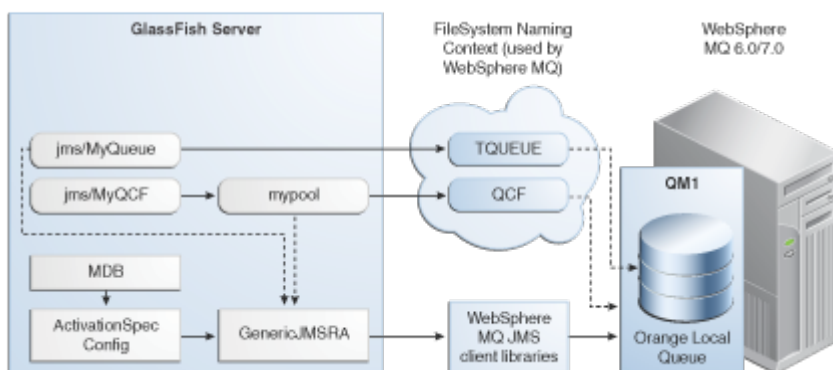 GlassFish Server
FileSystem Naming
Context (used by
WebSphere MQ)
WebSphere
MQ 6.0/7.0
jms/MyQueue
TQUEUE
jms/MyQCF
mypool
QCF
QM1
MDB
ActivationSpec
Config
GenericJMSRA
WebSphere
MQ JMS
client libraries
Orange Local
Queue